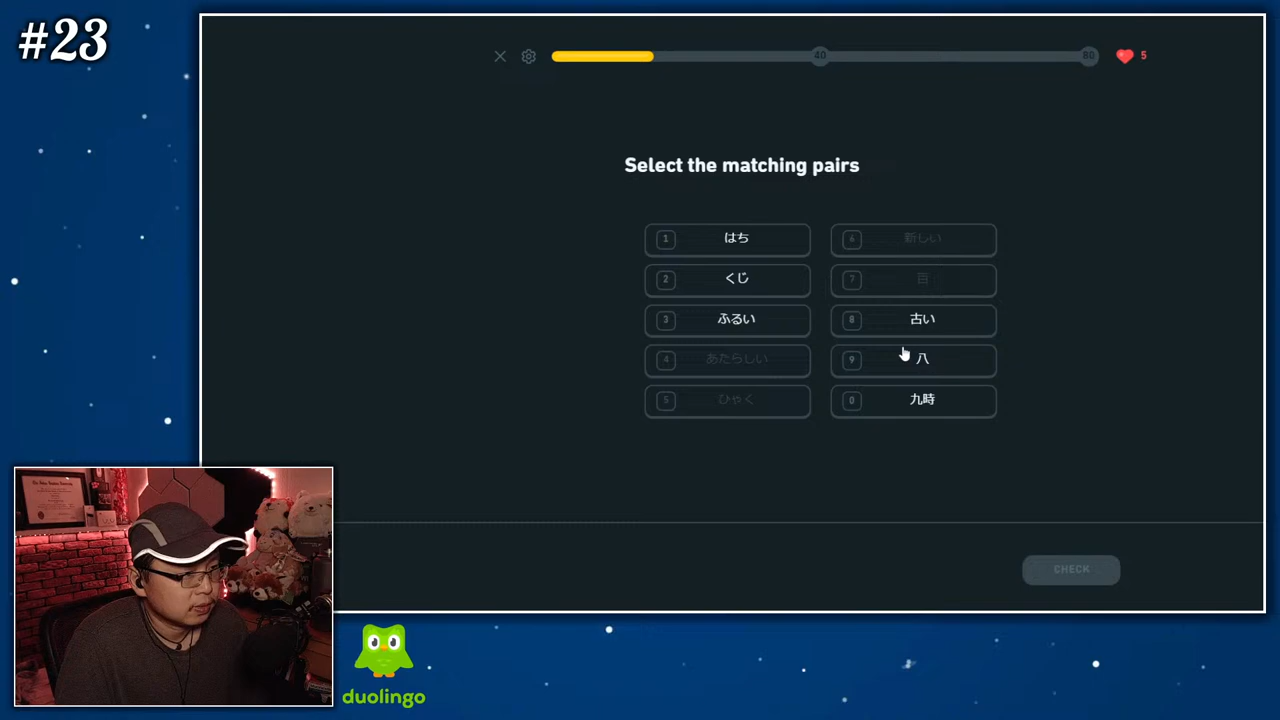 #23
40
80
5
Select the matching pairs
1 はち
6 新しい
2 くじ
7 百
3 ふるい
8 古い
4 あたらしい
9 八
5 ひゃく
0 九時
CHECK
duolingo